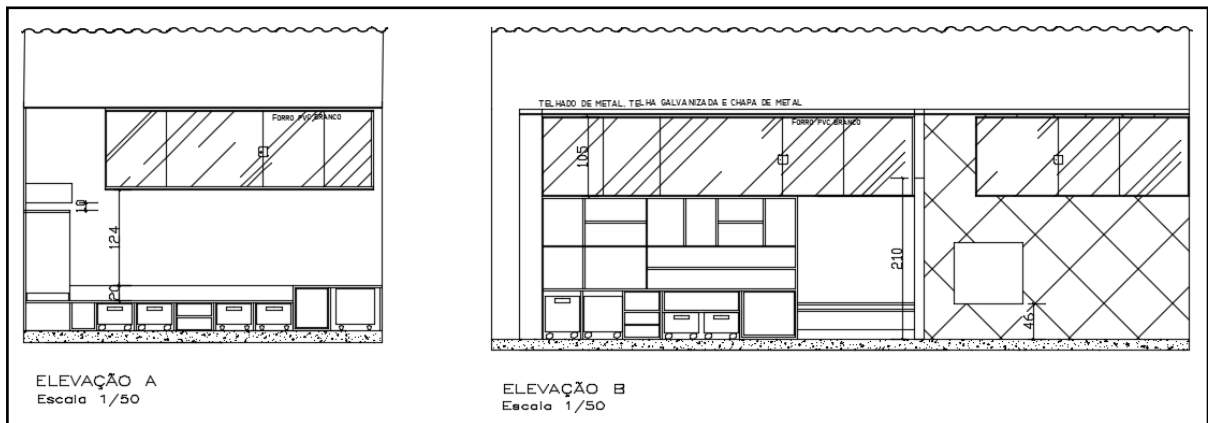 FORRO PVC BRANCO
10
124
20
ELEVAÇÃO A
Escala 1/50
TELHADO DE METAL, TELHA GALVANIZADA E CHAPA DE METAL
FORRO PVC BRANCO
105
210
46
ELEVAÇÃO B
Escala 1/50